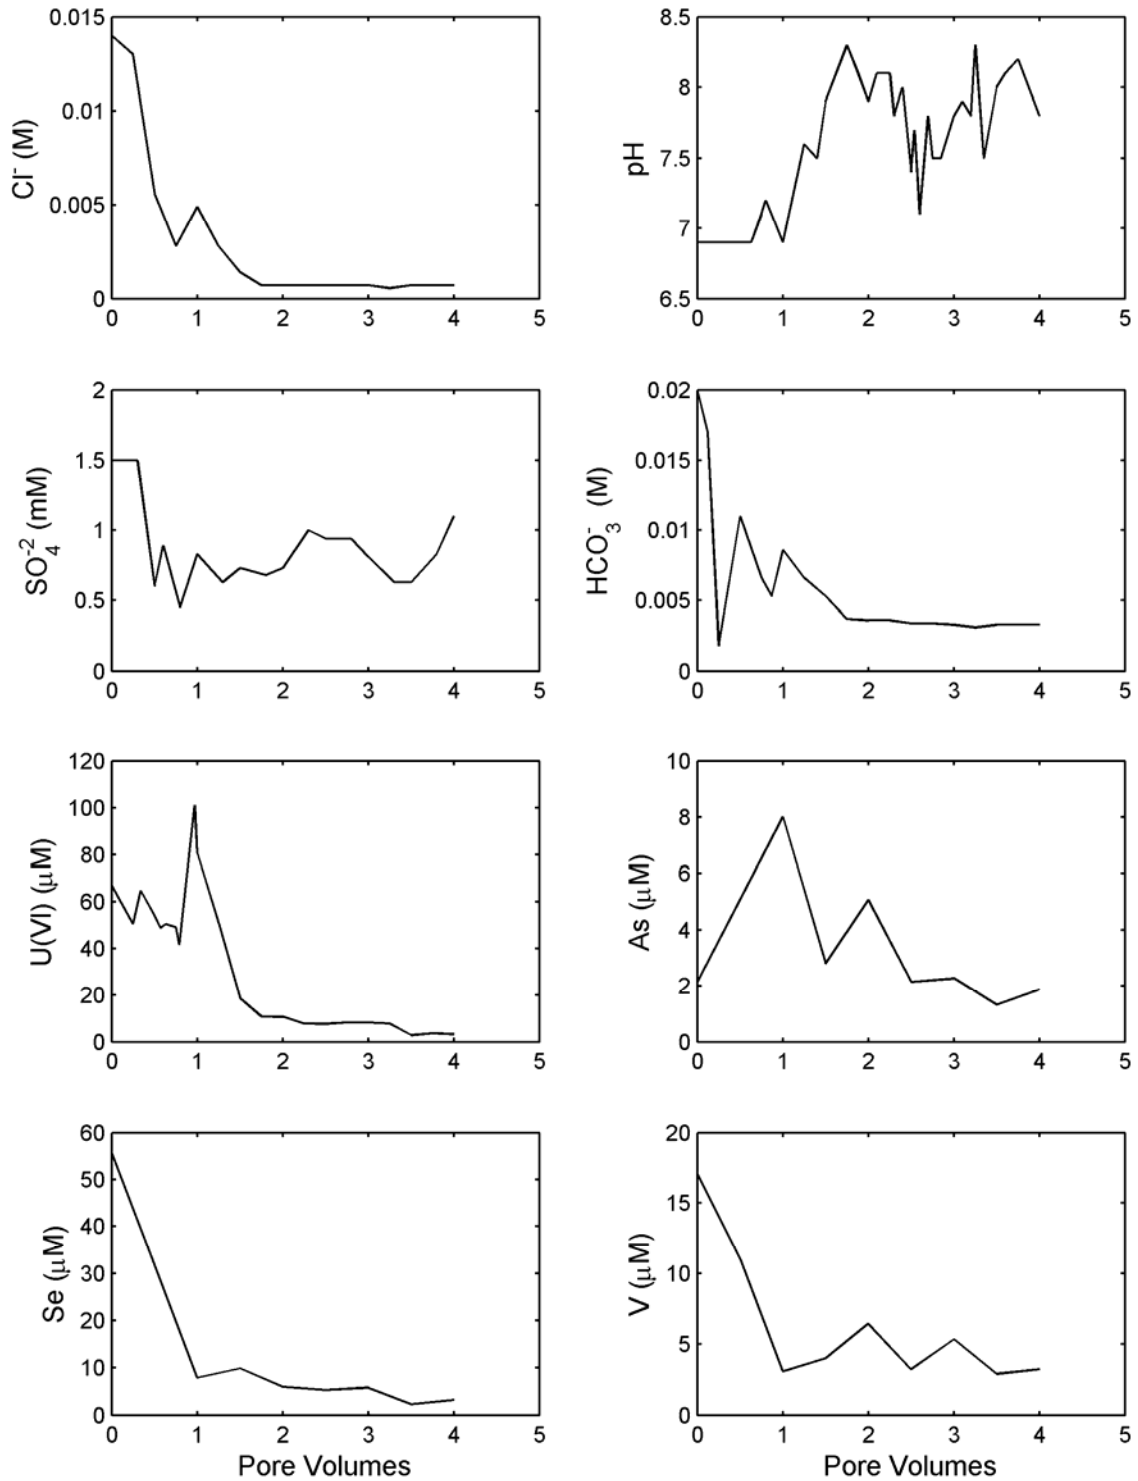 0.015
0.01
0.005
0
0 1 2 3 4 5
Cl⁻ (M)
8.5
8
7.5
7
6.5
0 1 2 3 4 5
pH
2
1.5
1
0.5
0
0 1 2 3 4 5
SO₄⁻² (mM)
0.02
0.015
0.01
0.005
0
0 1 2 3 4 5
HCO₃⁻ (M)
120
100
80
60
40
20
0
0 1 2 3 4 5
U(VI) (μM)
10
8
6
4
2
0
0 1 2 3 4 5
As (μM)
60
50
40
30
20
10
0
0 1 2 3 4 5
Se (μM)
Pore Volumes
20
15
10
5
0
0 1 2 3 4 5
V (μM)
Pore Volumes